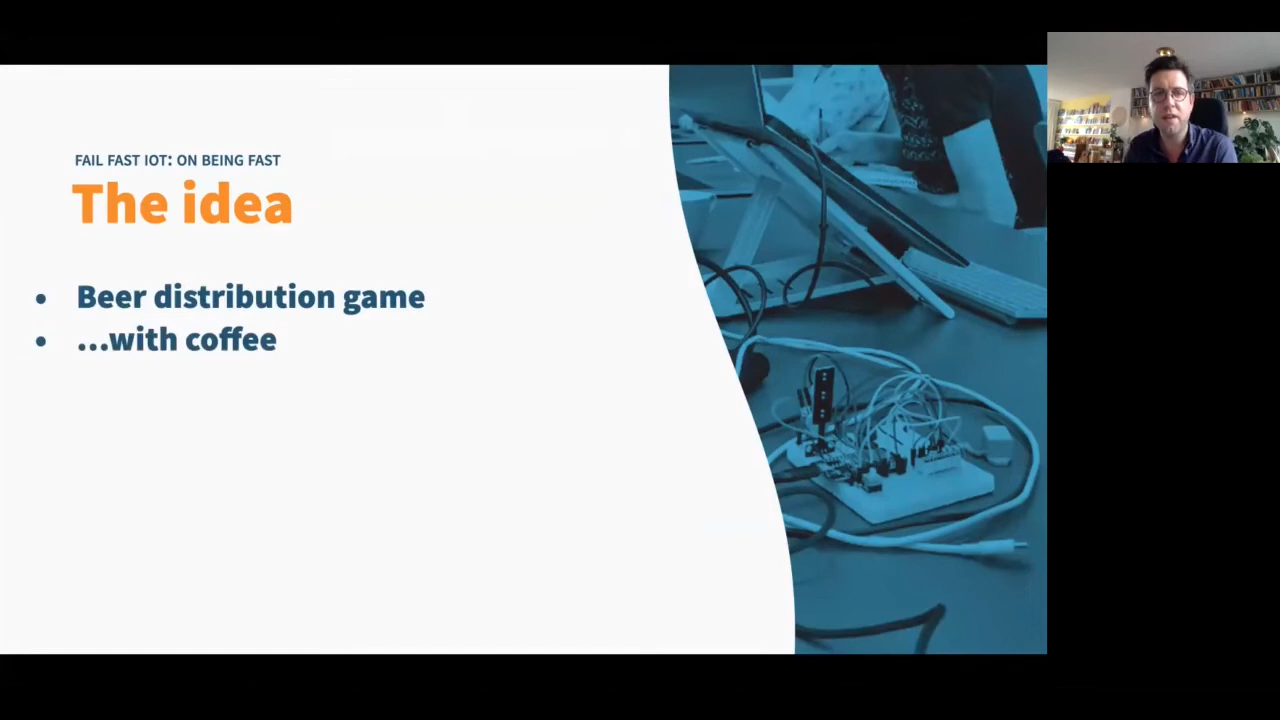 FAIL FAST IOT: ON BEING FAST
The idea
• Beer distribution game
• ...with coffee